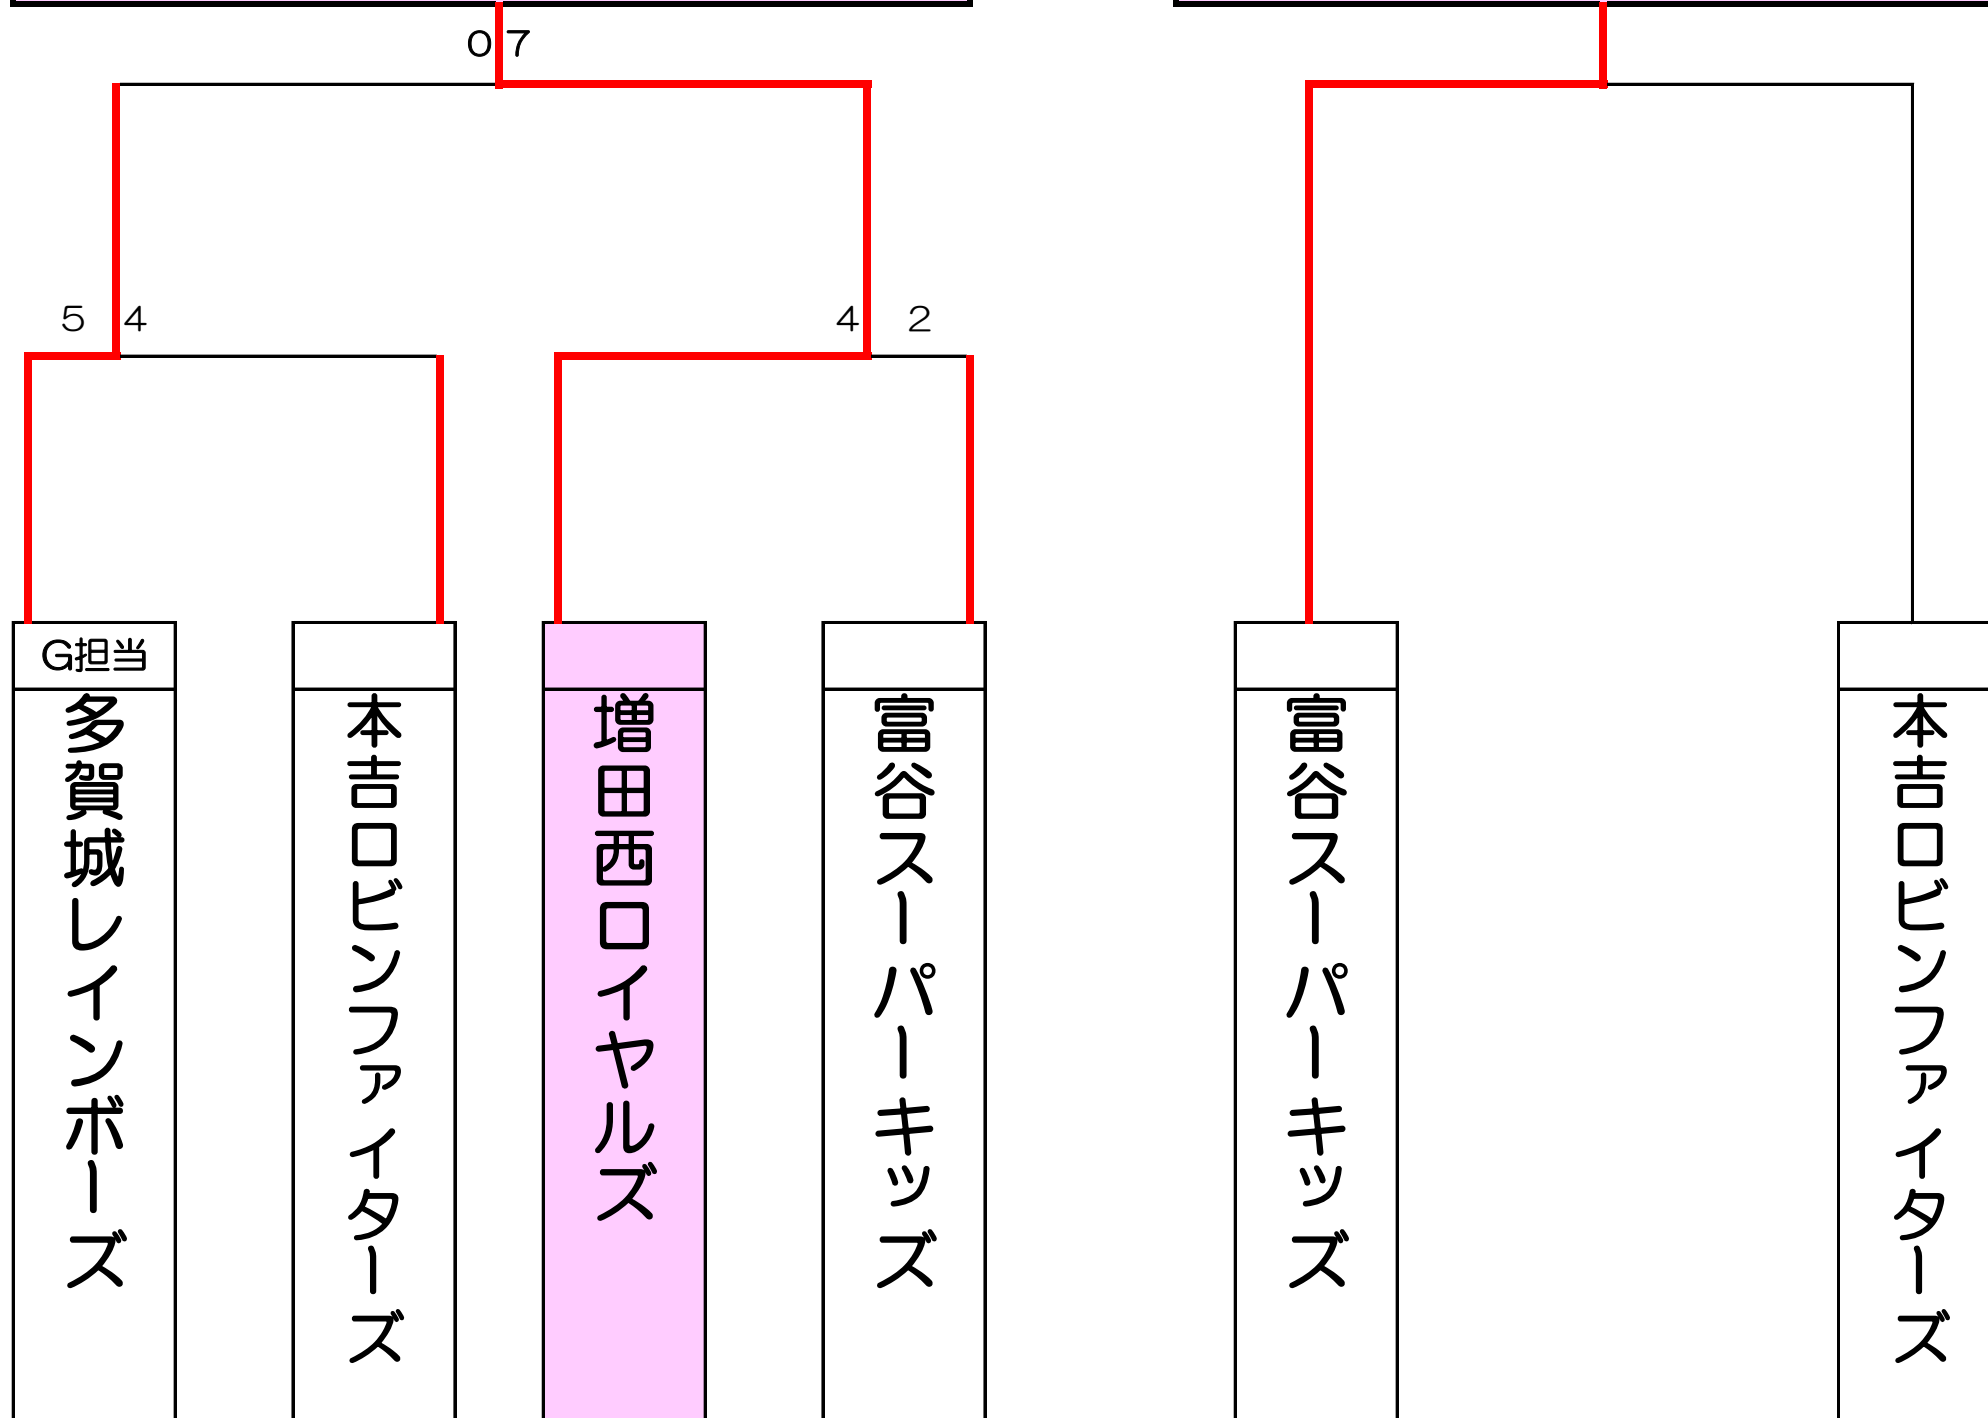 ０ ７
５ ４
４ ２
G担当
多賀城レインボーズ
本吉ロビンファイターズ
増田西ロイヤルズ
富谷スーパーキッズ
富谷スーパーキッズ
本吉ロビンファイターズ